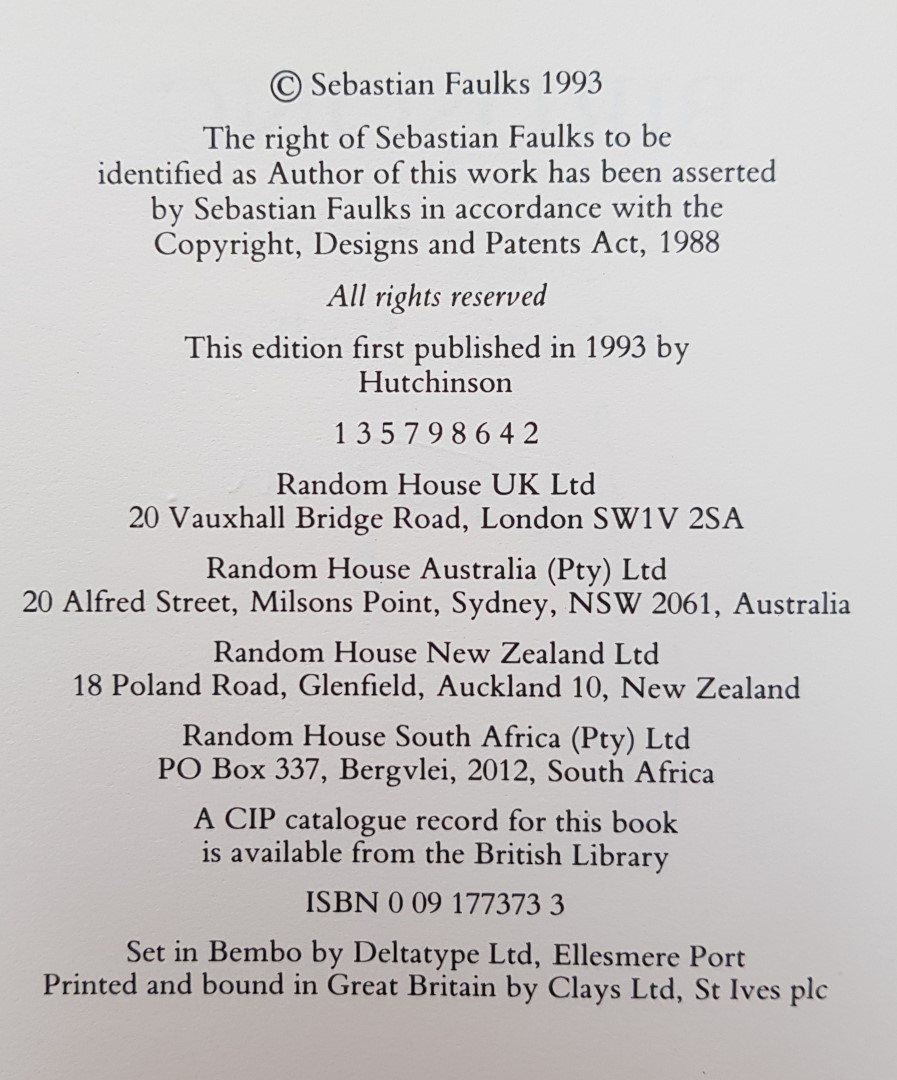 © Sebastian Faulks 1993
The right of Sebastian Faulks to be
identified as Author of this work has been asserted
by Sebastian Faulks in accordance with the
Copyright, Designs and Patents Act, 1988
All rights reserved
This edition first published in 1993 by
Hutchinson
1 3 5 7 9 8 6 4 2
Random House UK Ltd
20 Vauxhall Bridge Road, London SW1V 2SA
Random House Australia (Pty) Ltd
20 Alfred Street, Milsons Point, Sydney, NSW 2061, Australia
Random House New Zealand Ltd
18 Poland Road, Glenfield, Auckland 10, New Zealand
Random House South Africa (Pty) Ltd
PO Box 337, Bergvlei, 2012, South Africa
A CIP catalogue record for this book
is available from the British Library
ISBN 0 09 177373 3
Set in Bembo by Deltatype Ltd, Ellesmere Port
Printed and bound in Great Britain by Clays Ltd, St Ives plc